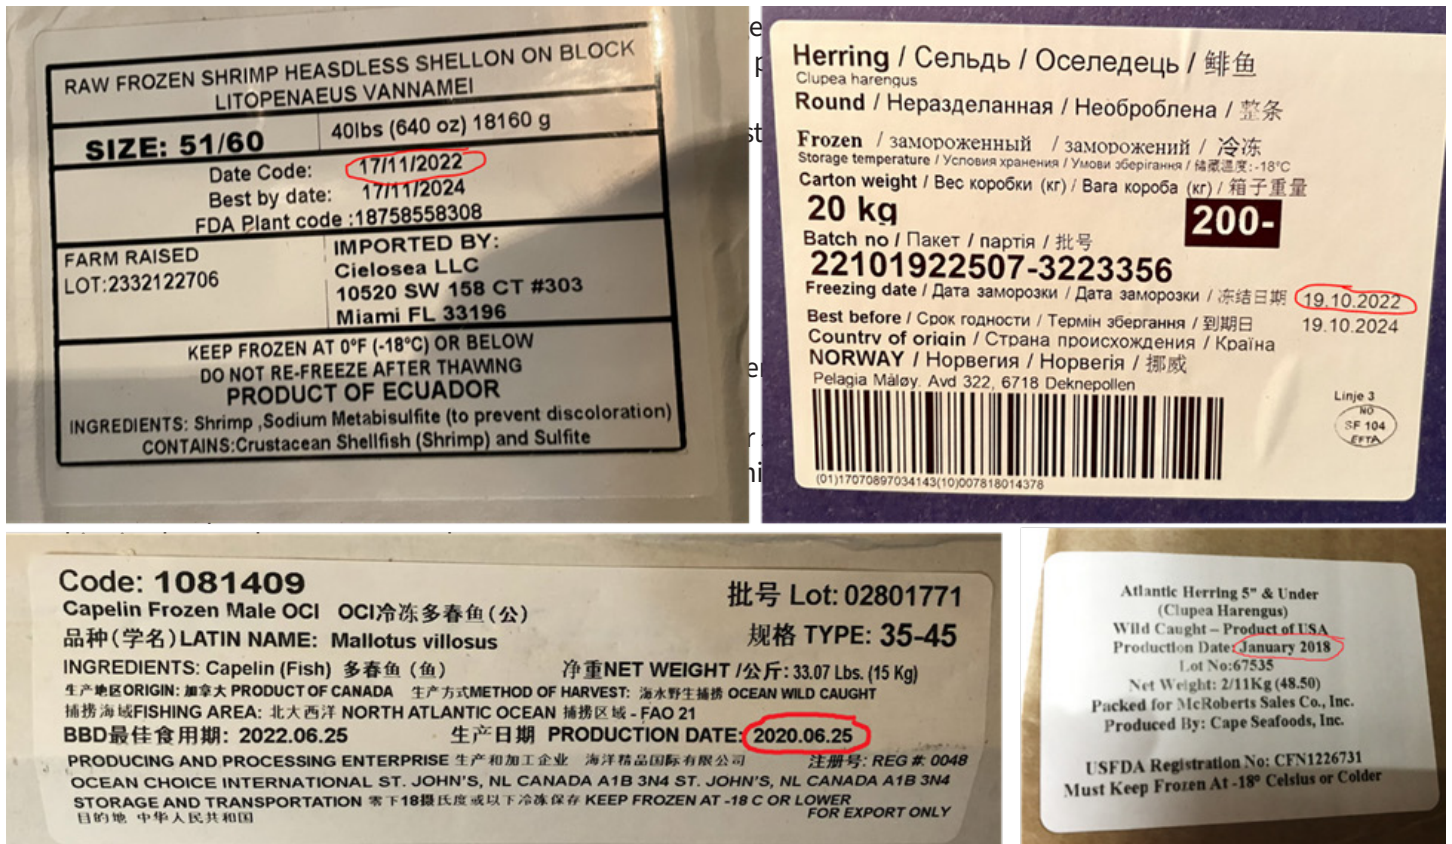 RAW FROZEN SHRIMP HEASDLESS SHELLON ON BLOCK
LITOPENAEUS VANNAMEI
SIZE: 51/60
40lbs (640 oz) 18160 g
Date Code: 17/11/2022
Best by date: 17/11/2024
FDA Plant code :18758558308
FARM RAISED
LOT:2332122706
IMPORTED BY:
Cielosea LLC
10520 SW 158 CT #303
Miami FL 33196
KEEP FROZEN AT 0°F (-18°C) OR BELOW
DO NOT RE-FREEZE AFTER THAWING
PRODUCT OF ECUADOR
INGREDIENTS: Shrimp ,Sodium Metabisulfite (to prevent discoloration)
CONTAINS:Crustacean Shellfish (Shrimp) and Sulfite
Herring / Сельдь / Оселедець / 鲱鱼
Clupea harengus
Round / Неразделанная / Необроблена / 整条
Frozen / замороженный / заморожений / 冷冻
Storage temperature / Условия хранения / Умови зберігання / 储藏温度:-18°C
Carton weight / Вес коробки (кг) / Вага короба (кг) / 箱子重量
20 kg
200-
Batch no / Пакет / партія / 批号
22101922507-3223356
Freezing date / Дата заморозки / Дата заморозки / 冻结日期 19.10.2022
Best before / Срок годности / Термін збергання / 到期日 19.10.2024
Country of origin / Страна происхождения / Країна
NORWAY / Норвегия / Норвегія / 挪威
Pelagia Måløy. Avd 322, 6718 Deknepollen
Linje 3
NO
SF 104
EFTA
(01)17070897034143(10)007818014378
Code: 1081409
Capelin Frozen Male OCI OCI冷冻多春鱼(公)
批号 Lot: 02801771
品种(学名)LATIN NAME: Mallotus villosus
规格 TYPE: 35-45
INGREDIENTS: Capelin (Fish) 多春鱼 (鱼) 净重NET WEIGHT /公斤: 33.07 Lbs. (15 Kg)
生产地区ORIGIN: 加拿大 PRODUCT OF CANADA 生产方式METHOD OF HARVEST: 海水野生捕捞 OCEAN WILD CAUGHT
捕捞海域FISHING AREA: 北大西洋 NORTH ATLANTIC OCEAN 捕捞区域 - FAO 21
BBD最佳食用期: 2022.06.25 生产日期 PRODUCTION DATE: 2020.06.25
PRODUCING AND PROCESSING ENTERPRISE 生产和加工企业 海洋精品国际有限公司 注册号: REG #: 0048
OCEAN CHOICE INTERNATIONAL ST. JOHN'S, NL CANADA A1B 3N4 ST. JOHN'S, NL CANADA A1B 3N4
STORAGE AND TRANSPORTATION 零下18摄氏度或以下冷冻保存 KEEP FROZEN AT -18 C OR LOWER
目的地 中华人民共和国 FOR EXPORT ONLY
Atlantic Herring 5" & Under
(Clupea Harengus)
Wild Caught – Product of USA
Production Date: January 2018
Lot No:67535
Net Weight: 2/11Kg (48.50)
Packed for McRoberts Sales Co., Inc.
Produced By: Cape Seafoods, Inc.
USFDA Registration No: CFN1226731
Must Keep Frozen At -18° Celsius or Colder